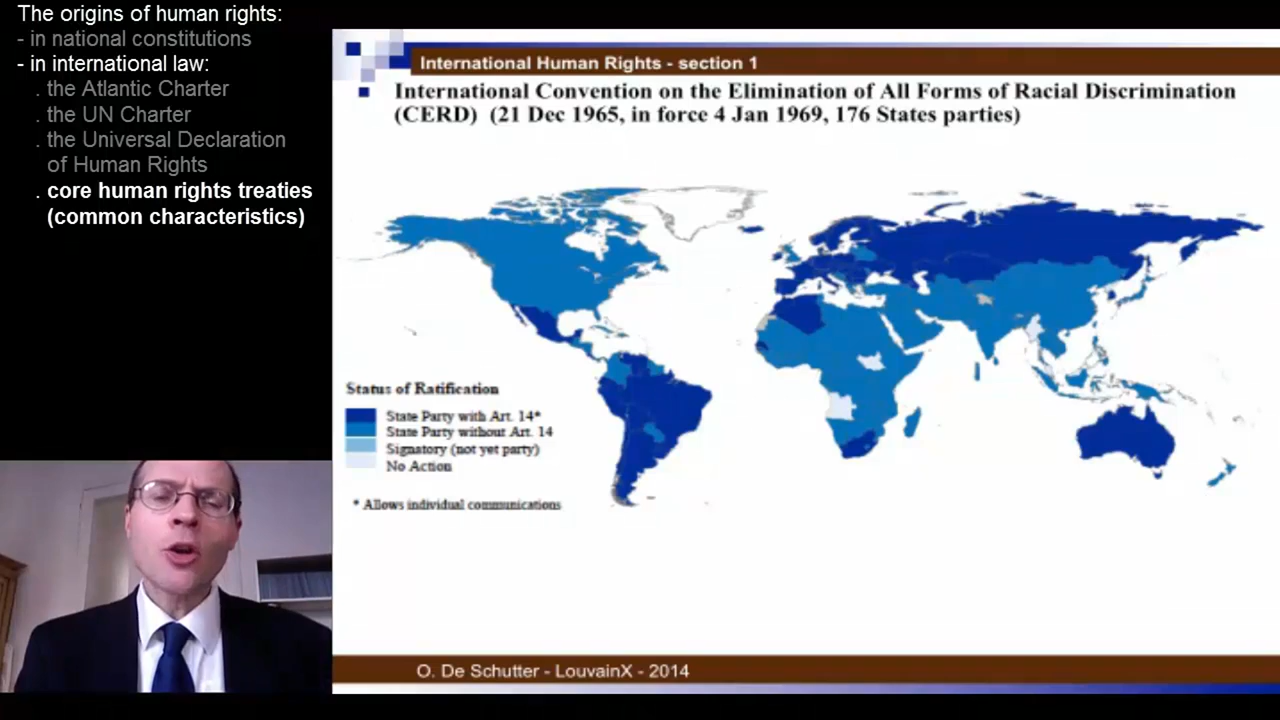 The origins of human rights:
- in national constitutions
- in international law:
. the Atlantic Charter
. the UN Charter
. the Universal Declaration
of Human Rights
. core human rights treaties
(common characteristics)
International Human Rights - section 1
International Convention on the Elimination of All Forms of Racial Discrimination
(CERD) (21 Dec 1965, in force 4 Jan 1969, 176 States parties)
Status of Ratification
State Party with Art. 14*
State Party without Art. 14
Signatory (not yet party)
No Action
* Allows individual communications
O. De Schutter - LouvainX - 2014